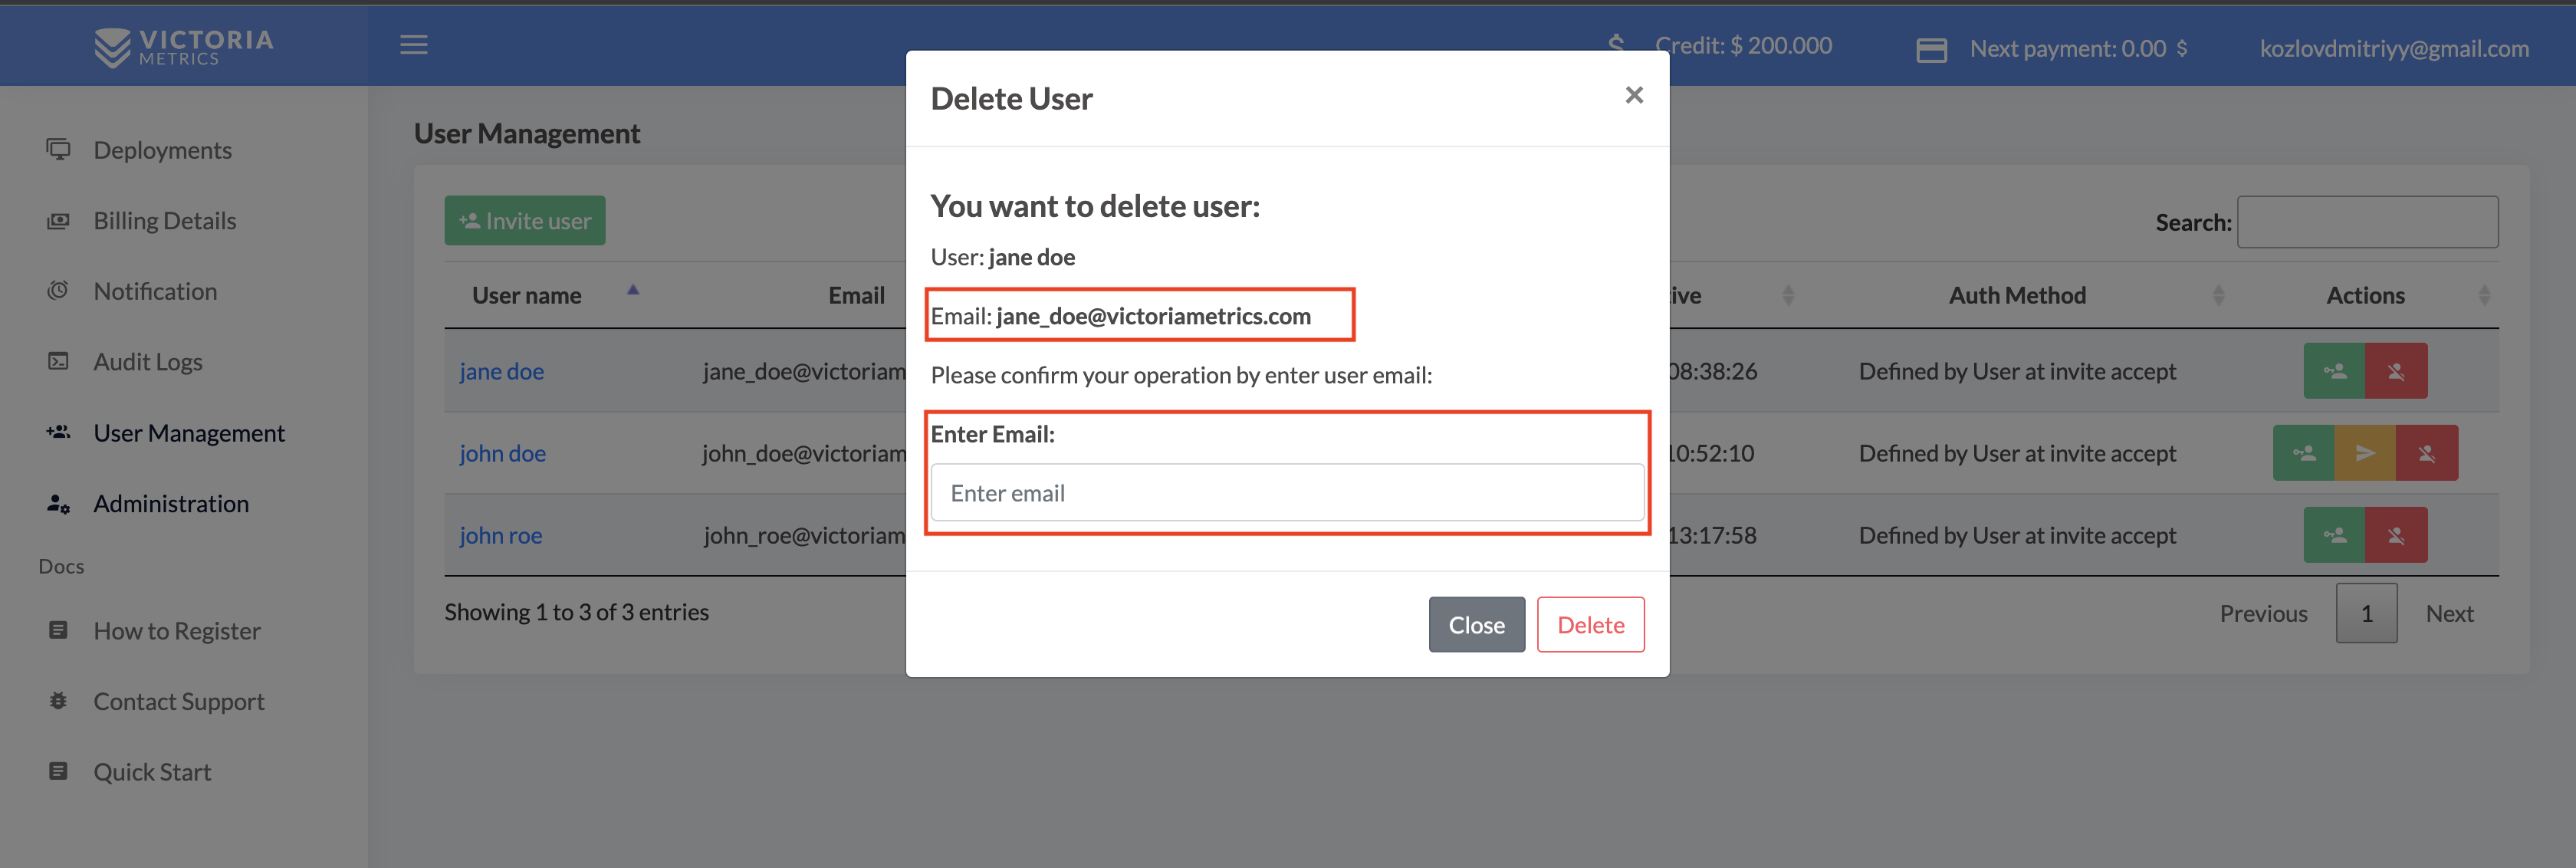 VICTORIA
METRICS
Credit: $ 200.000
Next payment: 0.00 $
kozlovdmitriyy@gmail.com
Deployments
Billing Details
Notification
Audit Logs
User Management
Administration
Docs
How to Register
Contact Support
Quick Start
User Management
Invite user
Search:
User name Email ive Auth Method Actions
jane doe jane_doe@victoriam 08:38:26 Defined by User at invite accept
john doe john_doe@victoriam 10:52:10 Defined by User at invite accept
john roe john_roe@victoriam 13:17:58 Defined by User at invite accept
Showing 1 to 3 of 3 entries
Previous 1 Next
Delete User
×
You want to delete user:
User: jane doe
Email: jane_doe@victoriametrics.com
Please confirm your operation by enter user email:
Enter Email:
Enter email
Close Delete